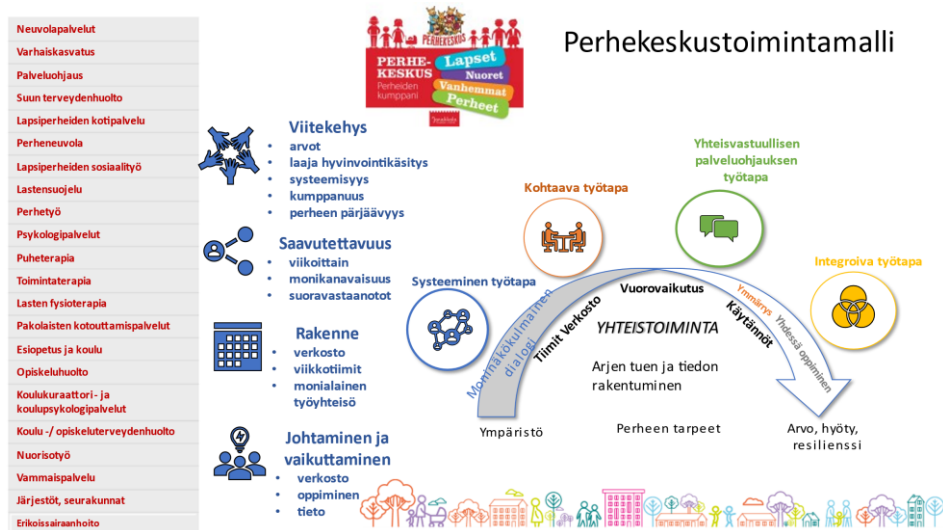 Perhekeskustoimintamalli
Neuvolapalvelut
Varhaiskasvatus
Palveluohjaus
Suun terveydenhuolto
Lapsiperheiden kotipalvelu
Perheneuvola
Lapsiperheiden sosiaalityö
Lastensuojelu
Perhetyö
Psykologipalvelut
Puheterapia
Toimintaterapia
Lasten fysioterapia
Pakolaisten kotouttamispalvelut
Esiopetus ja koulu
Opiskeluhuolto
Koulukuraattori - ja
koulupsykologipalvelut
Koulu -/ opiskeluterveydenhuolto
Nuorisotyö
Vammaispalvelu
Järjestöt, seurakunnat
Erikoissairaanhoito
PERHEKESKUS
PERHE-
KESKUS
Perheiden
kumppani
Lapset
Nuoret
Vanhemmat
Perheet
Viitekehys
• arvot
• laaja hyvinvointikäsitys
• systeemisyys
• kumppanuus
• perheen pärjäävyys
Saavutettavuus
• viikoittain
• monikanavaisuus
• suoravastaanotot
Rakenne
• verkosto
• viikkotiimit
• monialainen
työyhteisö
Johtaminen ja
vaikuttaminen
• verkosto
• oppiminen
• tieto
Systeeminen työtapa
Kohtaava työtapa
Yhteisvastuullisen
palveluohjauksen
työtapa
Integroiva työtapa
Moninäkökulmainen
dialogi
Tiimit Verkosto
Vuorovaikutus
Ymmärrys
Käytännöt
Yhdessä oppiminen
YHTEISTOIMINTA
Arjen tuen ja tiedon
rakentuminen
Ympäristö
Perheen tarpeet
Arvo, hyöty,
resilienssi